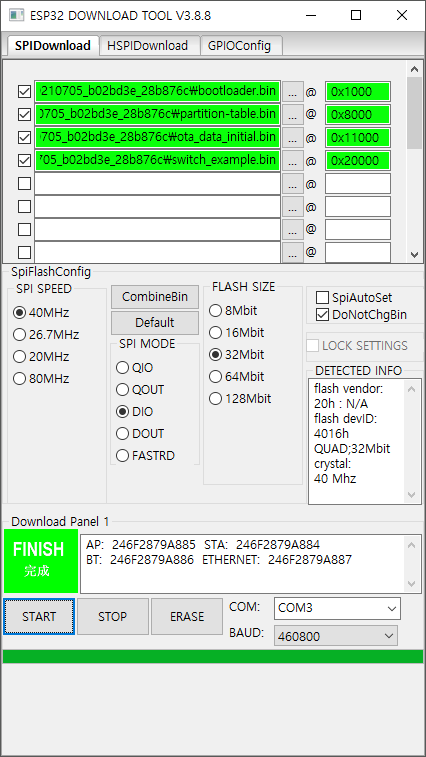 ESP32 DOWNLOAD TOOL V3.8.8
SPIDownload HSPIDownload GPIOConfig
:210705_b02bd3e_28b876c￦bootloader.bin ... @ 0x1000
0705_b02bd3e_28b876c￦partition-table.bin ... @ 0x8000
'705_b02bd3e_28b876c￦ota_data_initial.bin ... @ 0x11000
'705_b02bd3e_28b876c￦switch_example.bin ... @ 0x20000
... @
... @
... @
... @
SpiFlashConfig
SPI SPEED
40MHz
26.7MHz
20MHz
80MHz
CombineBin
Default
SPI MODE
QIO
QOUT
DIO
DOUT
FASTRD
FLASH SIZE
8Mbit
16Mbit
32Mbit
64Mbit
128Mbit
SpiAutoSet
DoNotChgBin
LOCK SETTINGS
DETECTED INFO
flash vendor:
20h : N/A
flash devID:
4016h
QUAD;32Mbit
crystal:
40 Mhz
Download Panel 1
FINISH
完成
AP: 246F2879A885 STA: 246F2879A884
BT: 246F2879A886 ETHERNET: 246F2879A887
START STOP ERASE
COM: COM3
BAUD: 460800